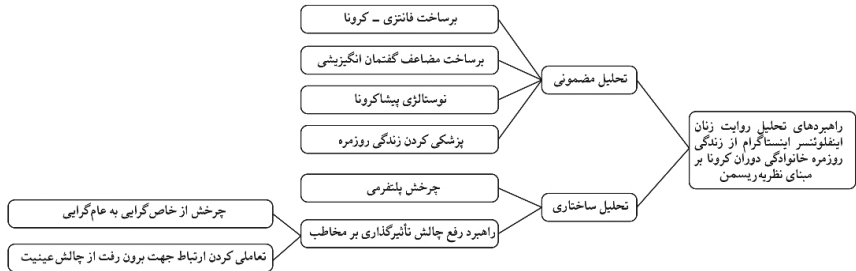 راهبردهای تحلیل روایت زنان
اینفلوئنسر اینستاگرام از زندگی
روزمره خانوادگی دوران کرونا بر
مبنای نظریه ریسمن
تحلیل مضمونی
برساخت فانتزی – کرونا
برساخت مضاعف گفتمان انگیزیشی
نوستالژی پیشاکرونا
پزشکی کردن زندگی روزمره
تحلیل ساختاری
چرخش پلتفرمی
راهبرد رفع چالش تأثیرگذاری بر مخاطب
چرخش از خاص‌گرایی به عام‌گرایی
تعاملی کردن ارتباط جهت برون رفت از چالش عینیت